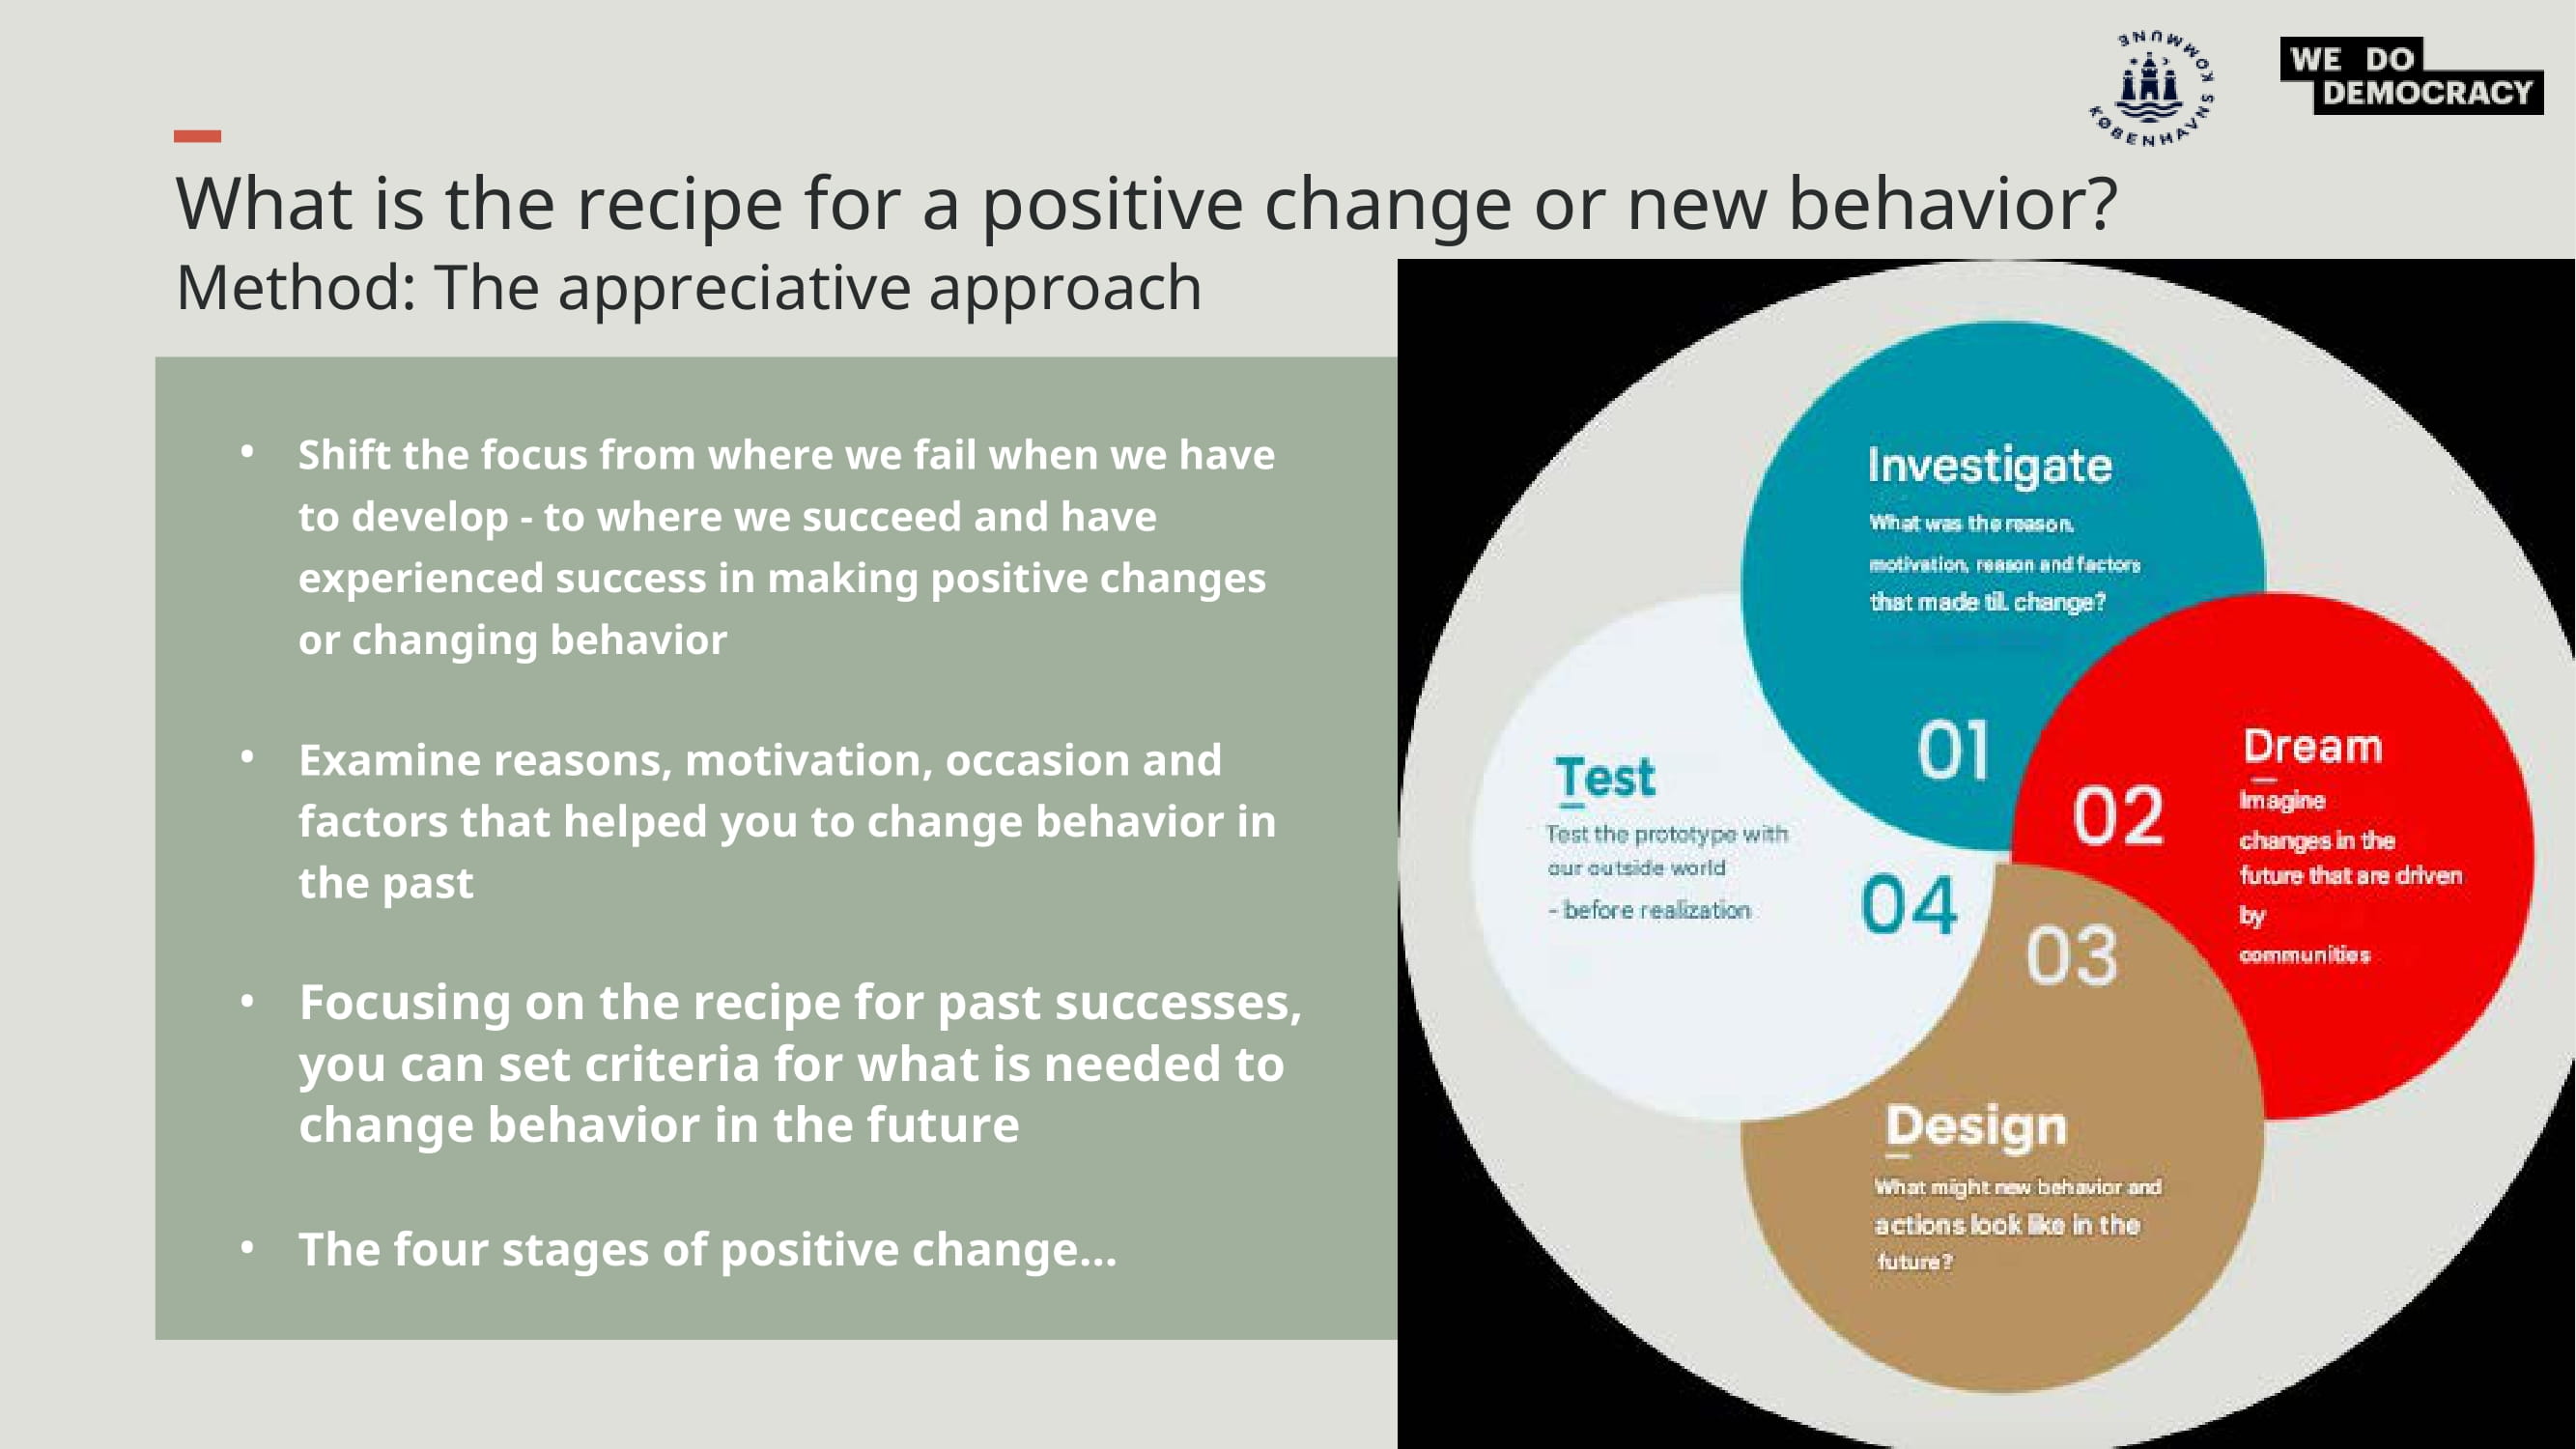 KØBENHAVNS KOMMUNE
WE DO
DEMOCRACY
What is the recipe for a positive change or new behavior?
Method: The appreciative approach
• Shift the focus from where we fail when we have
to develop - to where we succeed and have
experienced success in making positive changes
or changing behavior
• Examine reasons, motivation, occasion and
factors that helped you to change behavior in
the past
• Focusing on the recipe for past successes,
you can set criteria for what is needed to
change behavior in the future
• The four stages of positive change...
Investigate
What was the reason,
motivation, reason and factors
that made til. change?
01
Dream
02
Imagine
changes in the
future that are driven
by
communities
03
Design
What might new behavior and
actions look like in the
future?
Test
Test the prototype with
our outside world
- before realization
04